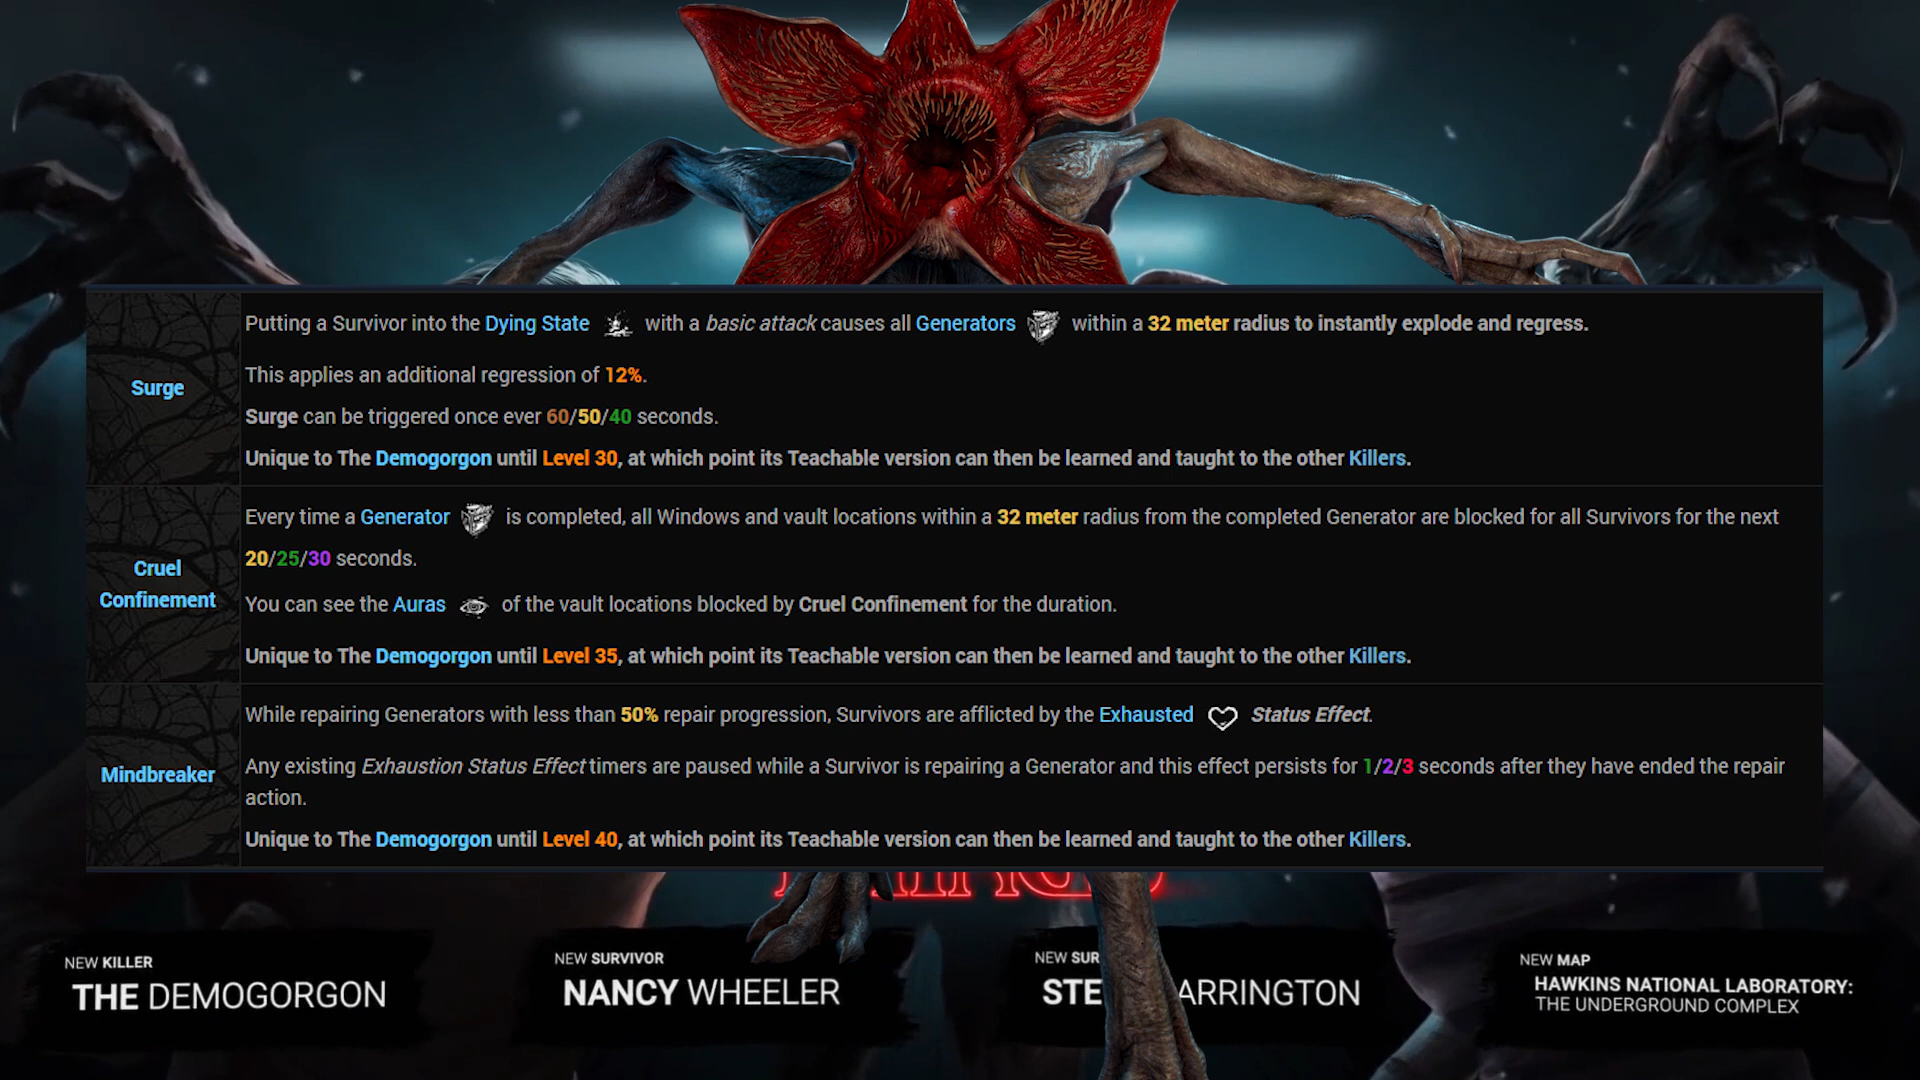 Surge
Putting a Survivor into the Dying State with a basic attack causes all Generators within a 32 meter radius to instantly explode and regress.
This applies an additional regression of 12%.
Surge can be triggered once ever 60/50/40 seconds.
Unique to The Demogorgon until Level 30, at which point its Teachable version can then be learned and taught to the other Killers.
Cruel
Confinement
Every time a Generator is completed, all Windows and vault locations within a 32 meter radius from the completed Generator are blocked for all Survivors for the next
20/25/30 seconds.
You can see the Auras of the vault locations blocked by Cruel Confinement for the duration.
Unique to The Demogorgon until Level 35, at which point its Teachable version can then be learned and taught to the other Killers.
Mindbreaker
While repairing Generators with less than 50% repair progression, Survivors are afflicted by the Exhausted Status Effect.
Any existing Exhaustion Status Effect timers are paused while a Survivor is repairing a Generator and this effect persists for 1/2/3 seconds after they have ended the repair
action.
Unique to The Demogorgon until Level 40, at which point its Teachable version can then be learned and taught to the other Killers.
NEW KILLER
THE DEMOGORGON
NEW SURVIVOR
NANCY WHEELER
NEW SUR
STE ARRINGTON
NEW MAP
HAWKINS NATIONAL LABORATORY:
THE UNDERGROUND COMPLEX